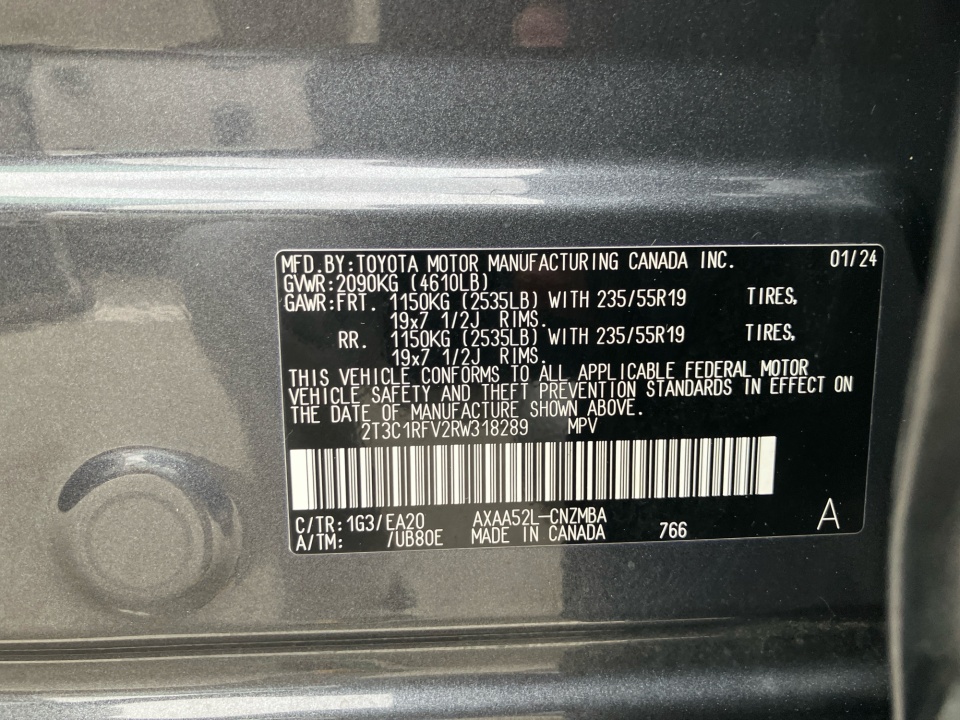 MFD.BY:TOYOTA MOTOR MANUFACTURING CANADA INC. 01/24
GVWR:2090KG (4610LB)
GAWR:FRT. 1150KG (2535LB) WITH 235/55R19 TIRES,
19x7 1/2J RIMS.
RR. 1150KG (2535LB) WITH 235/55R19 TIRES,
19x7 1/2J RIMS.
THIS VEHICLE CONFORMS TO ALL APPLICABLE FEDERAL MOTOR
VEHICLE SAFETY AND THEFT PREVENTION STANDARDS IN EFFECT ON
THE DATE OF MANUFACTURE SHOWN ABOVE.
2T3C1RFV2RW318289 MPV
C/TR:1G3/EA20 AXAA52L-CNZMBA
A/TM: /UB80E MADE IN CANADA 766 A